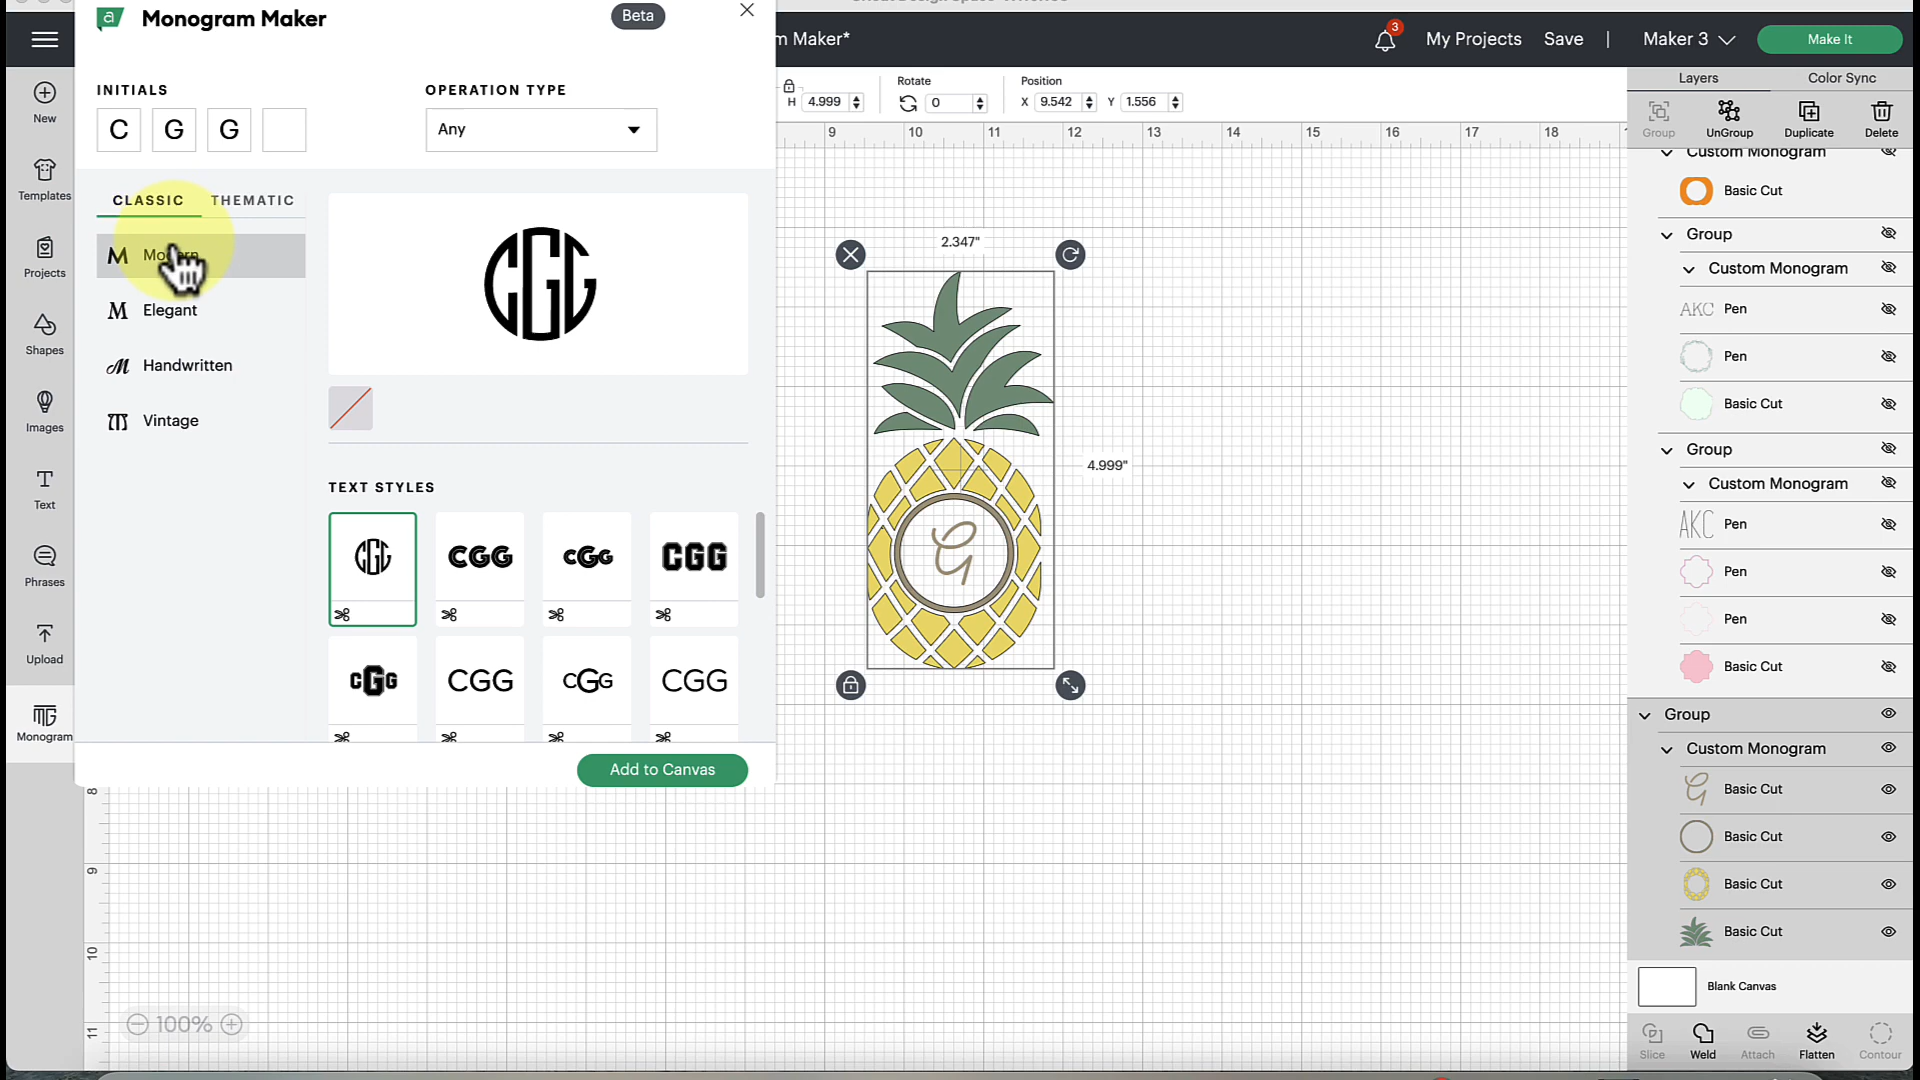 Monogram Maker
Beta
m Maker*
3
My Projects
Save
|
Maker 3
Make It
INITIALS
C G G
OPERATION TYPE
Any
H 4.999
Rotate
0
Position
X 9.542
Y 1.556
9 10 11 12 13 14 15 16 17 18
New
Templates
Projects
Shapes
Images
Text
Phrases
Upload
Monogram
CLASSIC
THEMATIC
M Modern
M Elegant
M Handwritten
M Vintage
CGG
TEXT STYLES
CGG CGG CGG CGG
CGG CGG CGG CGG
Add to Canvas
2.347"
4.999"
G
8
9
10
11
100%
Layers
Color Sync
Group
UnGroup
Duplicate
Delete
Custom Monogram
Basic Cut
Group
Custom Monogram
AKC Pen
Pen
Basic Cut
Group
Custom Monogram
AKC Pen
Pen
Pen
Basic Cut
Group
Custom Monogram
G Basic Cut
Basic Cut
Basic Cut
Basic Cut
Blank Canvas
Slice
Weld
Attach
Flatten
Contour